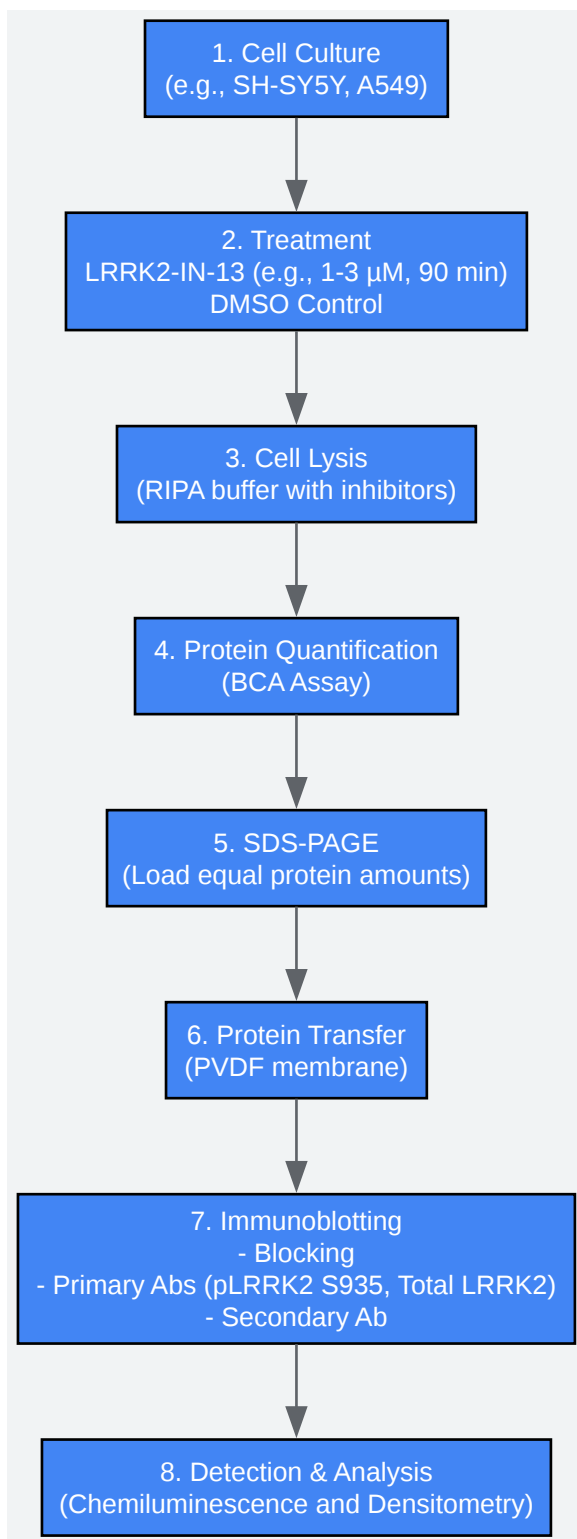 1. Cell Culture
(e.g., SH-SY5Y, A549)
2. Treatment
LRRK2-IN-13 (e.g., 1-3 µM, 90 min)
DMSO Control
3. Cell Lysis
(RIPA buffer with inhibitors)
4. Protein Quantification
(BCA Assay)
5. SDS-PAGE
(Load equal protein amounts)
6. Protein Transfer
(PVDF membrane)
7. Immunoblotting
- Blocking
- Primary Abs (pLRRK2 S935, Total LRRK2)
- Secondary Ab
8. Detection & Analysis
(Chemiluminescence and Densitometry)